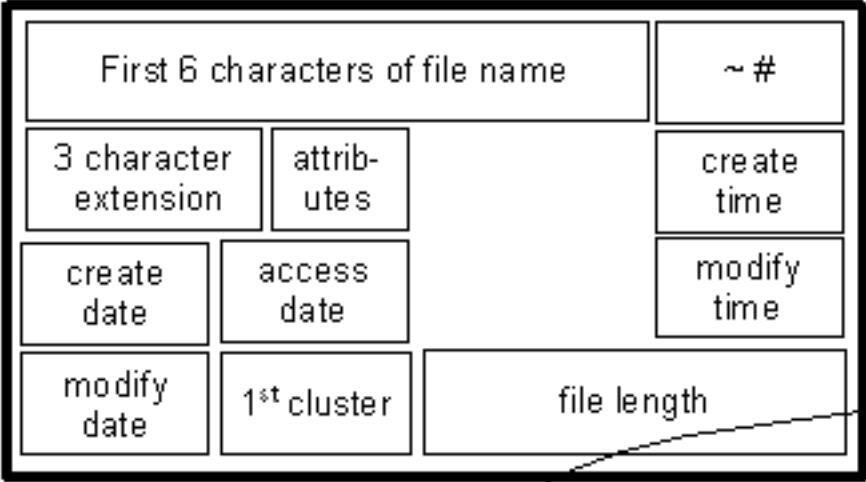 First 6 characters of file name
~ #
3 character
extension
attrib-
utes
create
time
create
date
access
date
modify
time
modify
date
1st cluster
file length